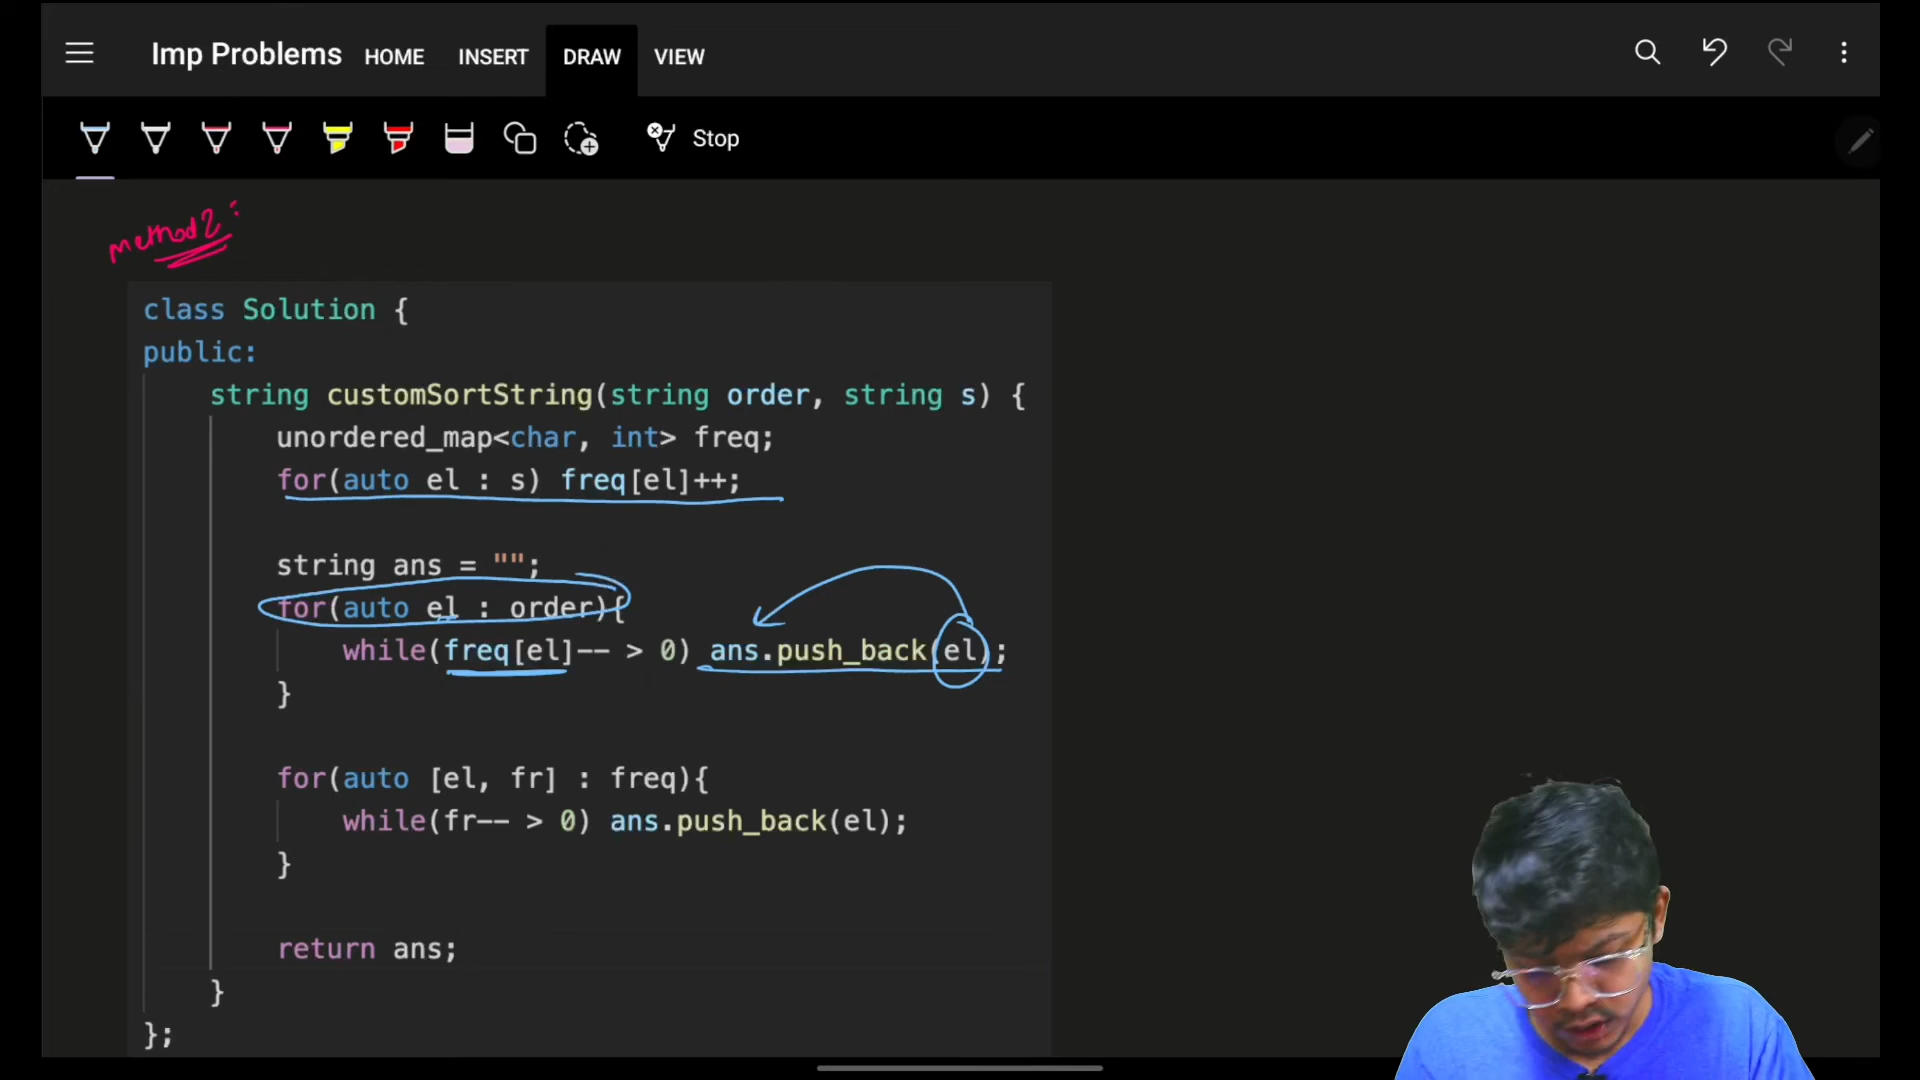 Imp Problems HOME INSERT DRAW VIEW
Stop
method 2:
class Solution {
public:
string customSortString(string order, string s) {
unordered_map<char, int> freq;
for(auto el : s) freq[el]++;
string ans = "";
for(auto el : order){
while(freq[el]-- > 0) ans.push_back(el);
}
for(auto [el, fr] : freq){
while(fr-- > 0) ans.push_back(el);
}
return ans;
}
};